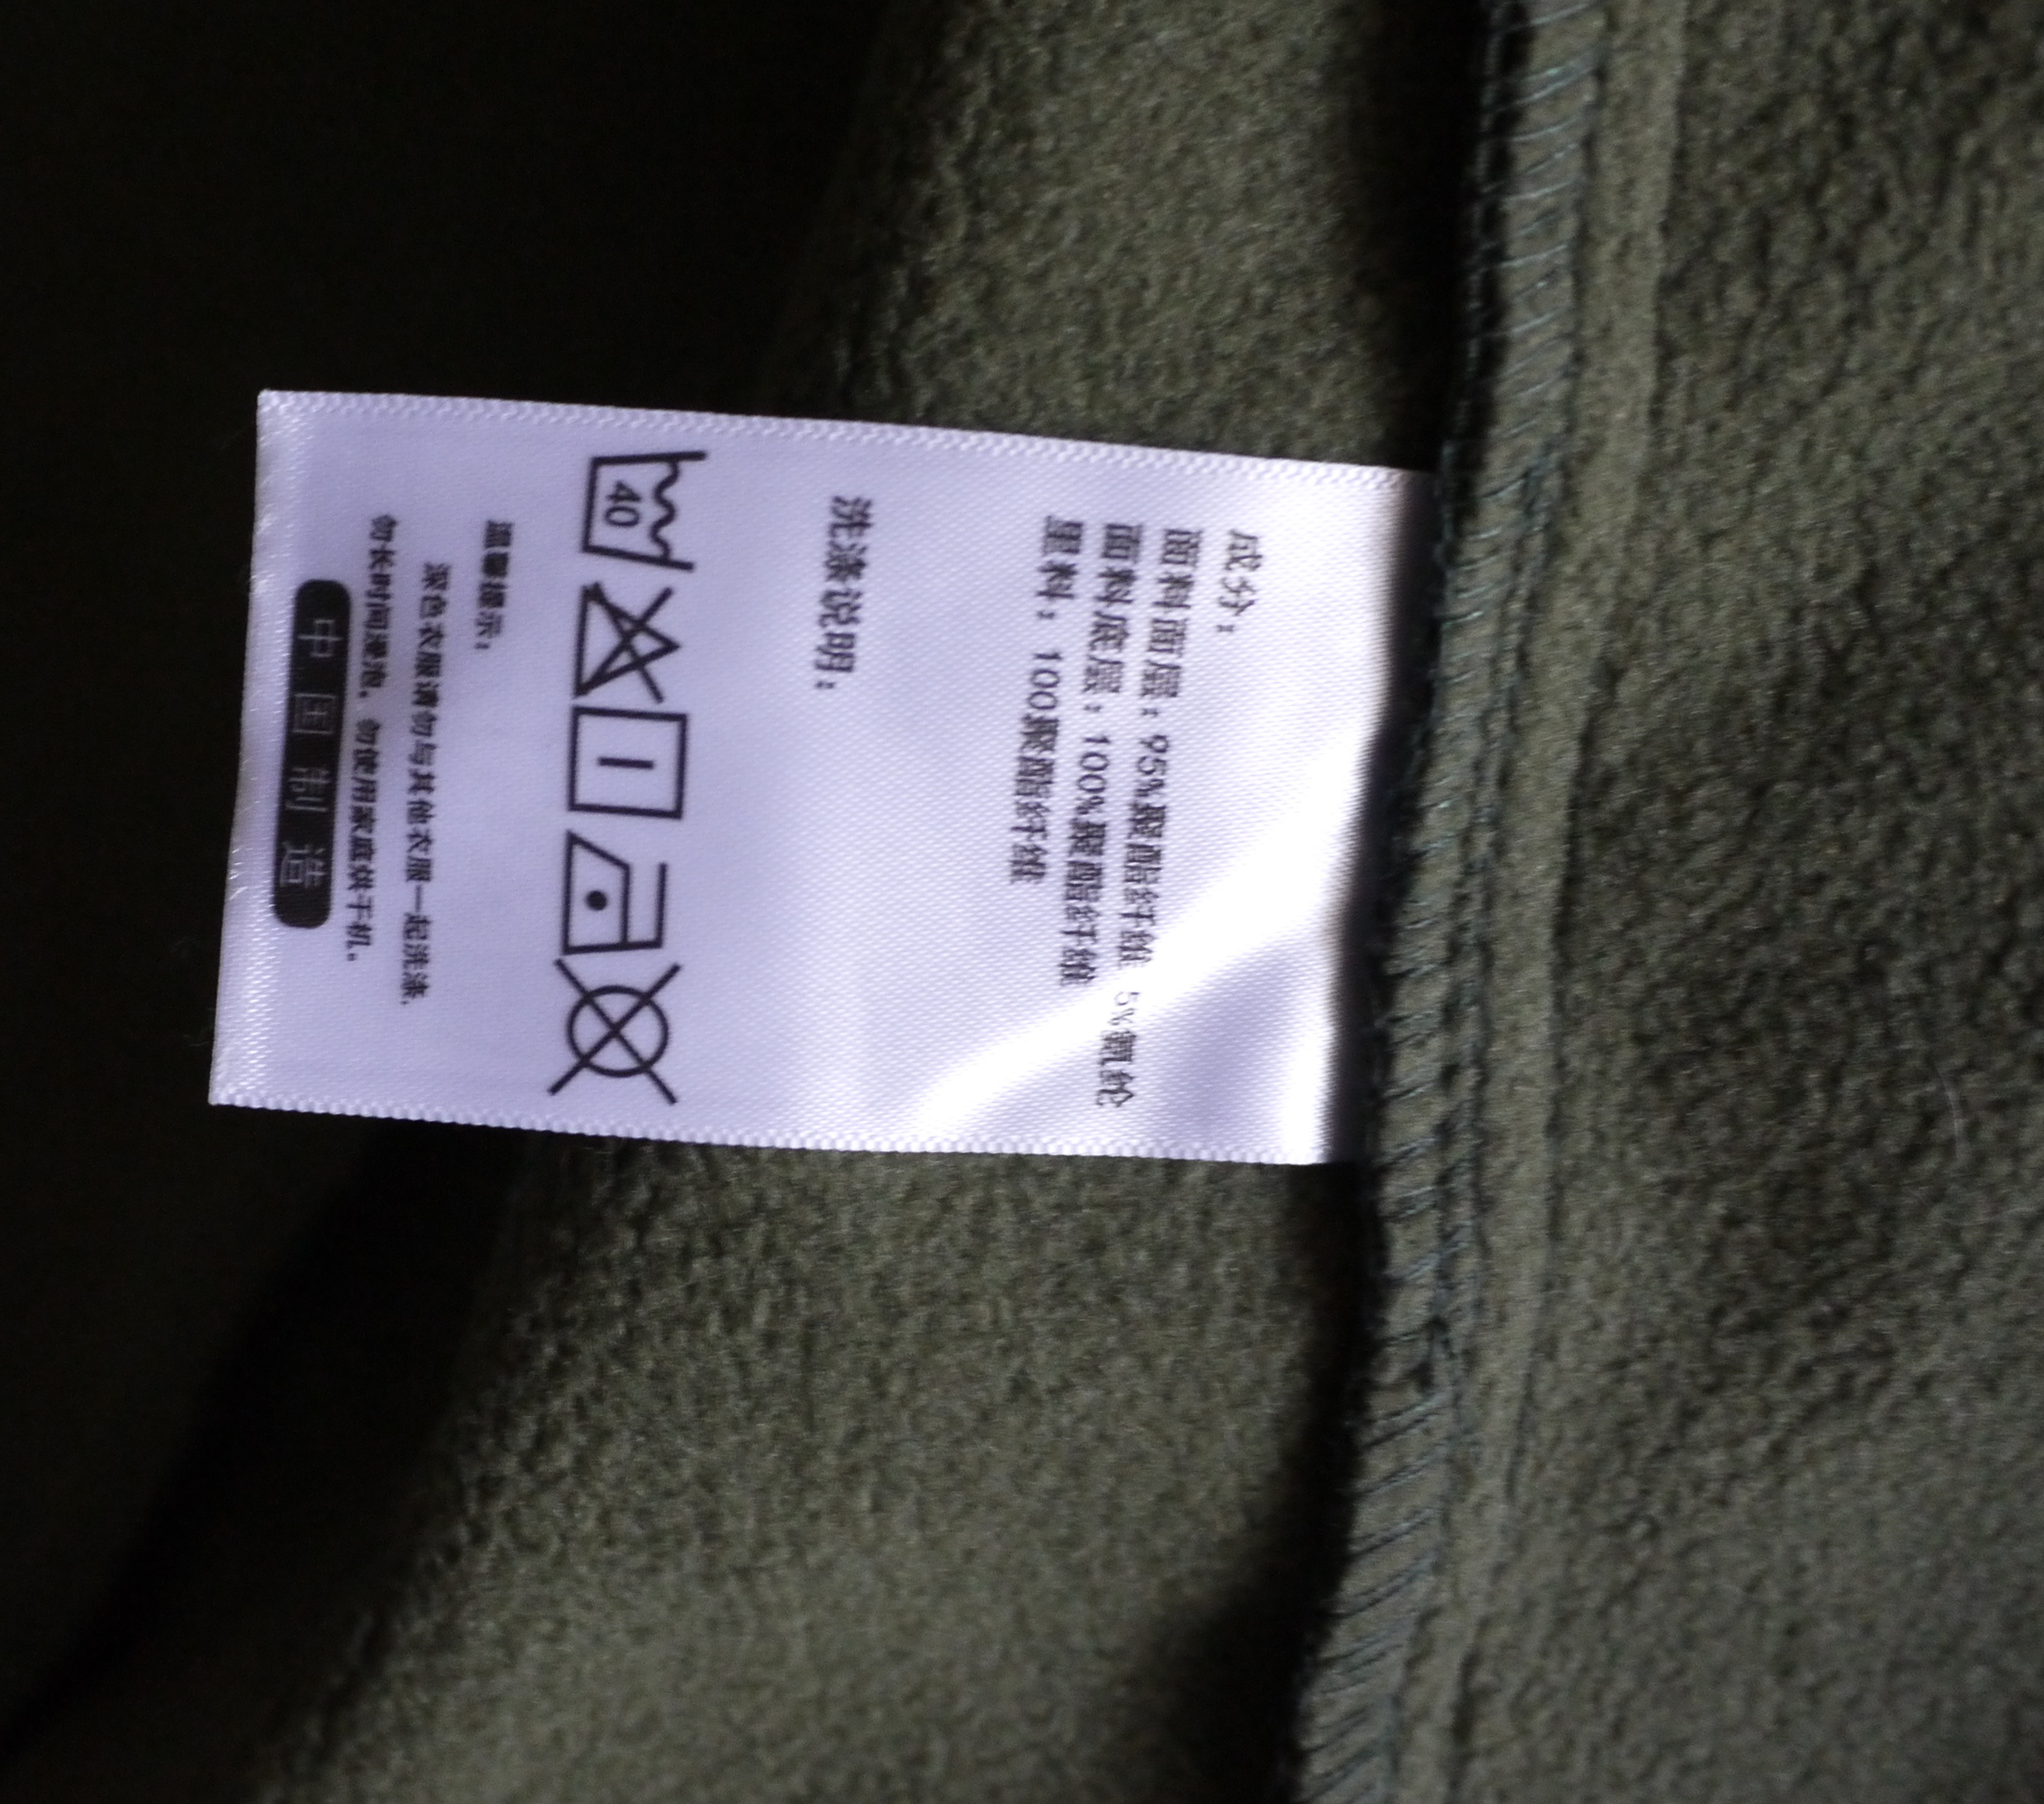 成分：
面料面层：95%聚酯纤维 5%氨纶
面料底层：100%聚酯纤维
里料：100聚酯纤维
洗涤说明：
40
温馨提示：
深色衣服请勿与其他衣服一起洗涤.
勿长时间浸泡。勿使用家庭烘干机。
中国制造